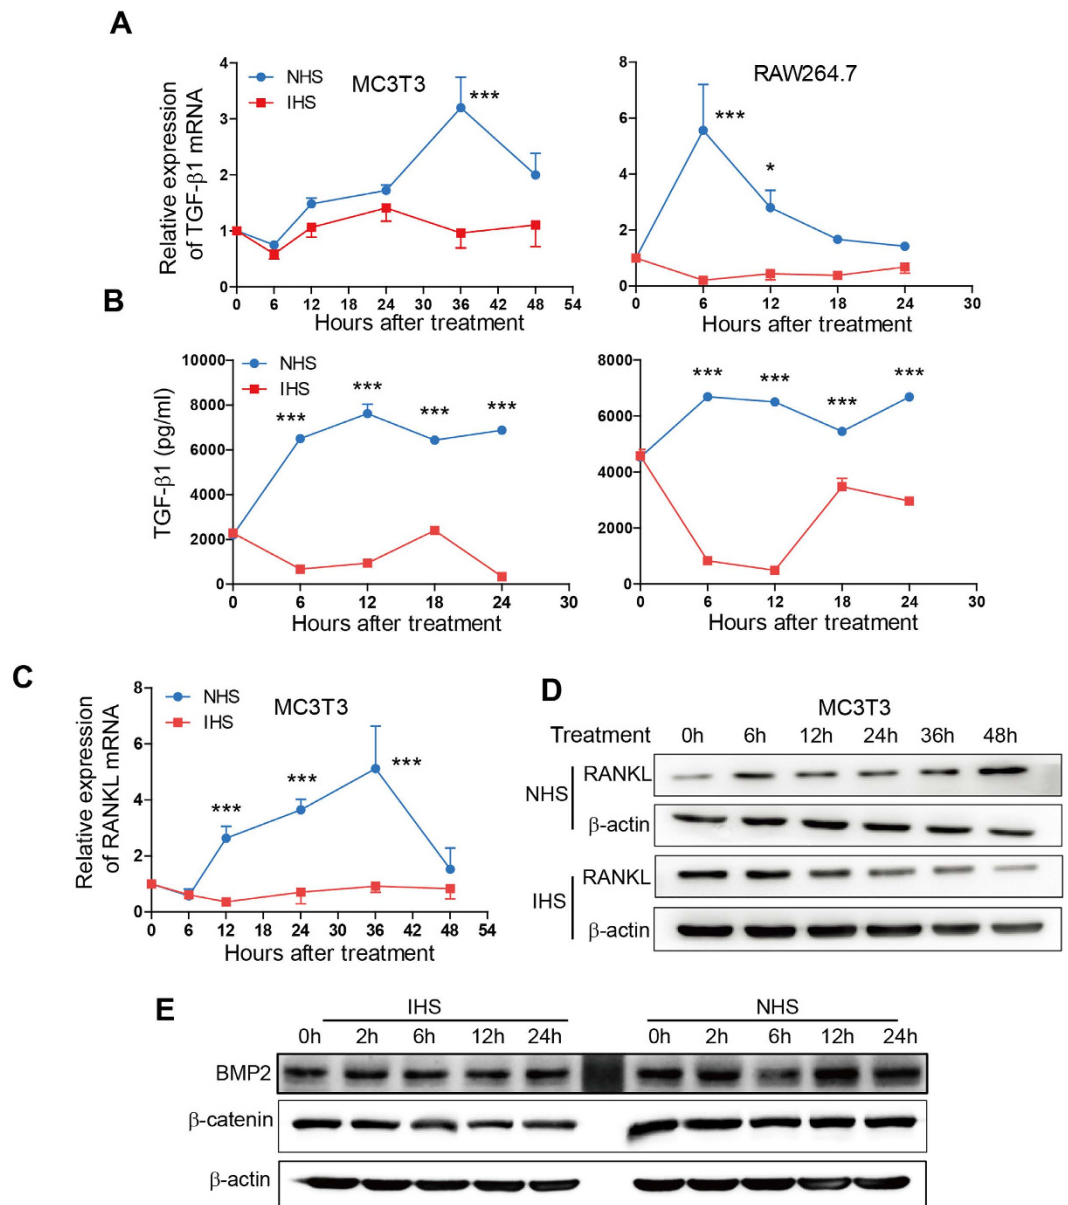 A
NHS
IHS
MC3T3
Relative expression
of TGF-β1 mRNA
4
3
2
1
0
0 6 12 18 24 30 36 42 48 54
Hours after treatment
***
RAW264.7
8
6
4
2
0
0 6 12 18 24 30
Hours after treatment
***
*
B
NHS
IHS
TGF-β1 (pg/ml)
10000
8000
6000
4000
2000
0
0 6 12 18 24 30
Hours after treatment
*** *** *** ***
8000
6000
4000
2000
0
0 6 12 18 24 30
Hours after treatment
*** *** *** ***
C
NHS
IHS
MC3T3
Relative expression
of RANKL mRNA
8
6
4
2
0
0 6 12 18 24 30 36 42 48 54
Hours after treatment
*** *** ***
D
MC3T3
Treatment 0h 6h 12h 24h 36h 48h
NHS
RANKL
β-actin
IHS
RANKL
β-actin
E
IHS NHS
0h 2h 6h 12h 24h 0h 2h 6h 12h 24h
BMP2
β-catenin
β-actin